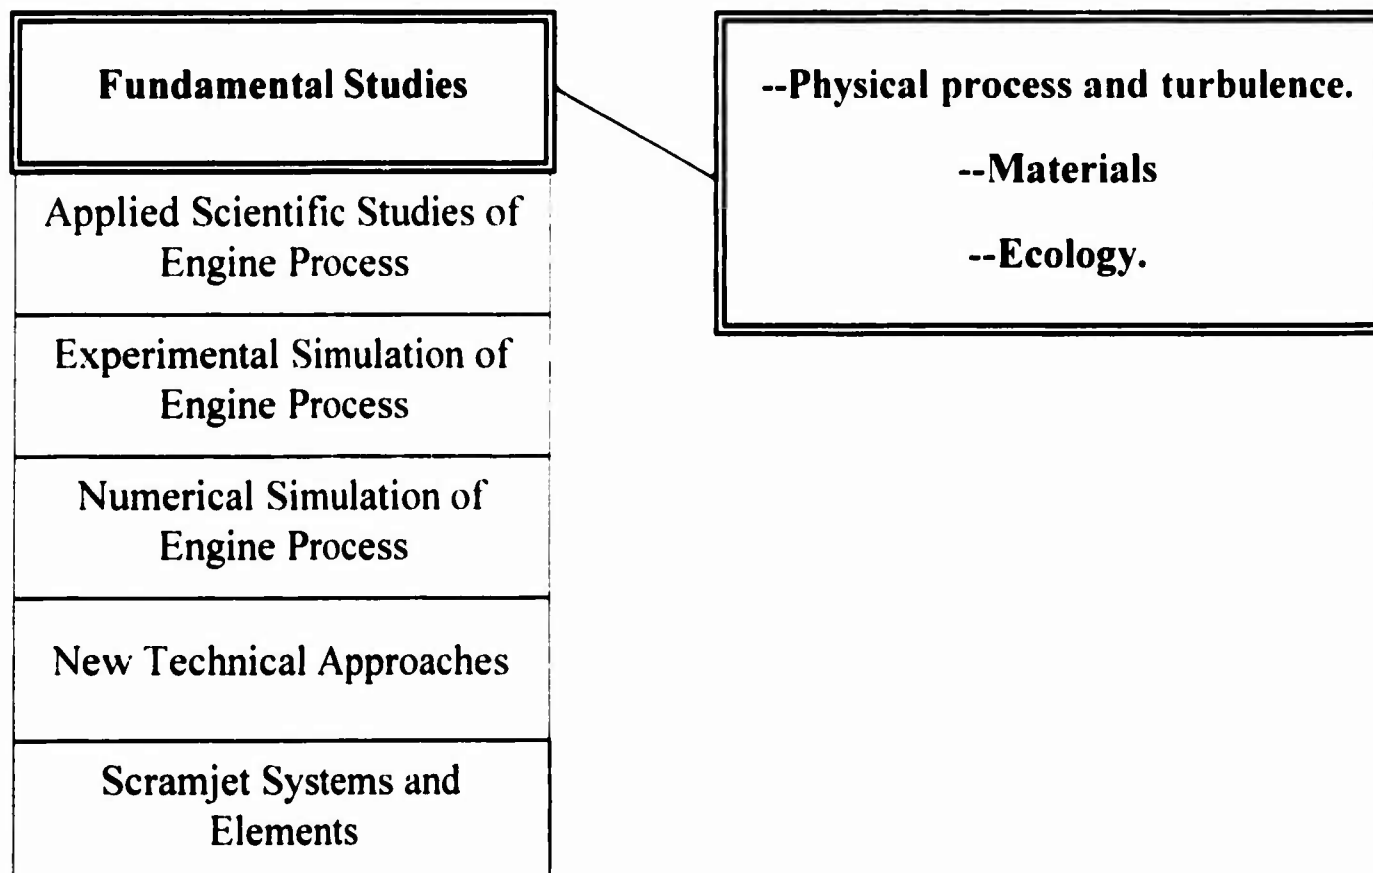 Fundamental Studies
Applied Scientific Studies of
Engine Process
Experimental Simulation of
Engine Process
Numerical Simulation of
Engine Process
New Technical Approaches
Scramjet Systems and
Elements
--Physical process and turbulence.
--Materials
--Ecology.